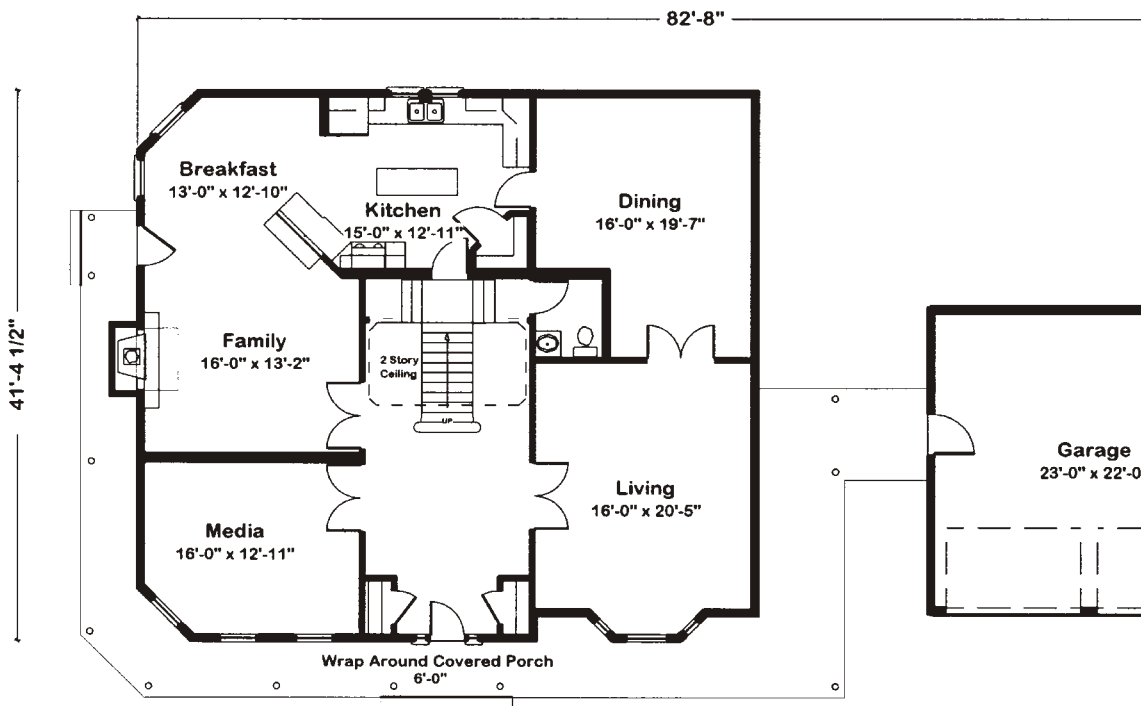 82'-8"
41'-4 1/2"
Breakfast
13'-0" x 12'-10"
Kitchen
15'-0" x 12'-11"
Dining
16'-0" x 19'-7"
Family
16'-0" x 13'-2"
2 Story
Ceiling
UP
Media
16'-0" x 12'-11"
Living
16'-0" x 20'-5"
Garage
23'-0" x 22'-0
Wrap Around Covered Porch
6'-0"